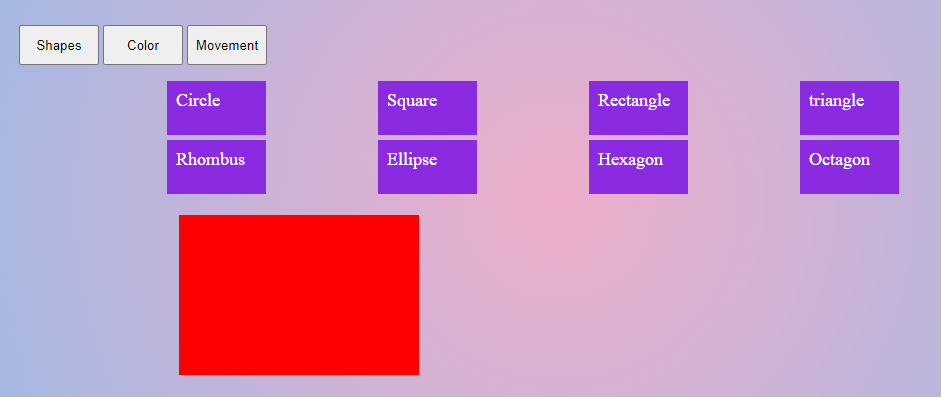 Shapes Color Movement
Circle Square Rectangle triangle
Rhombus Ellipse Hexagon Octagon